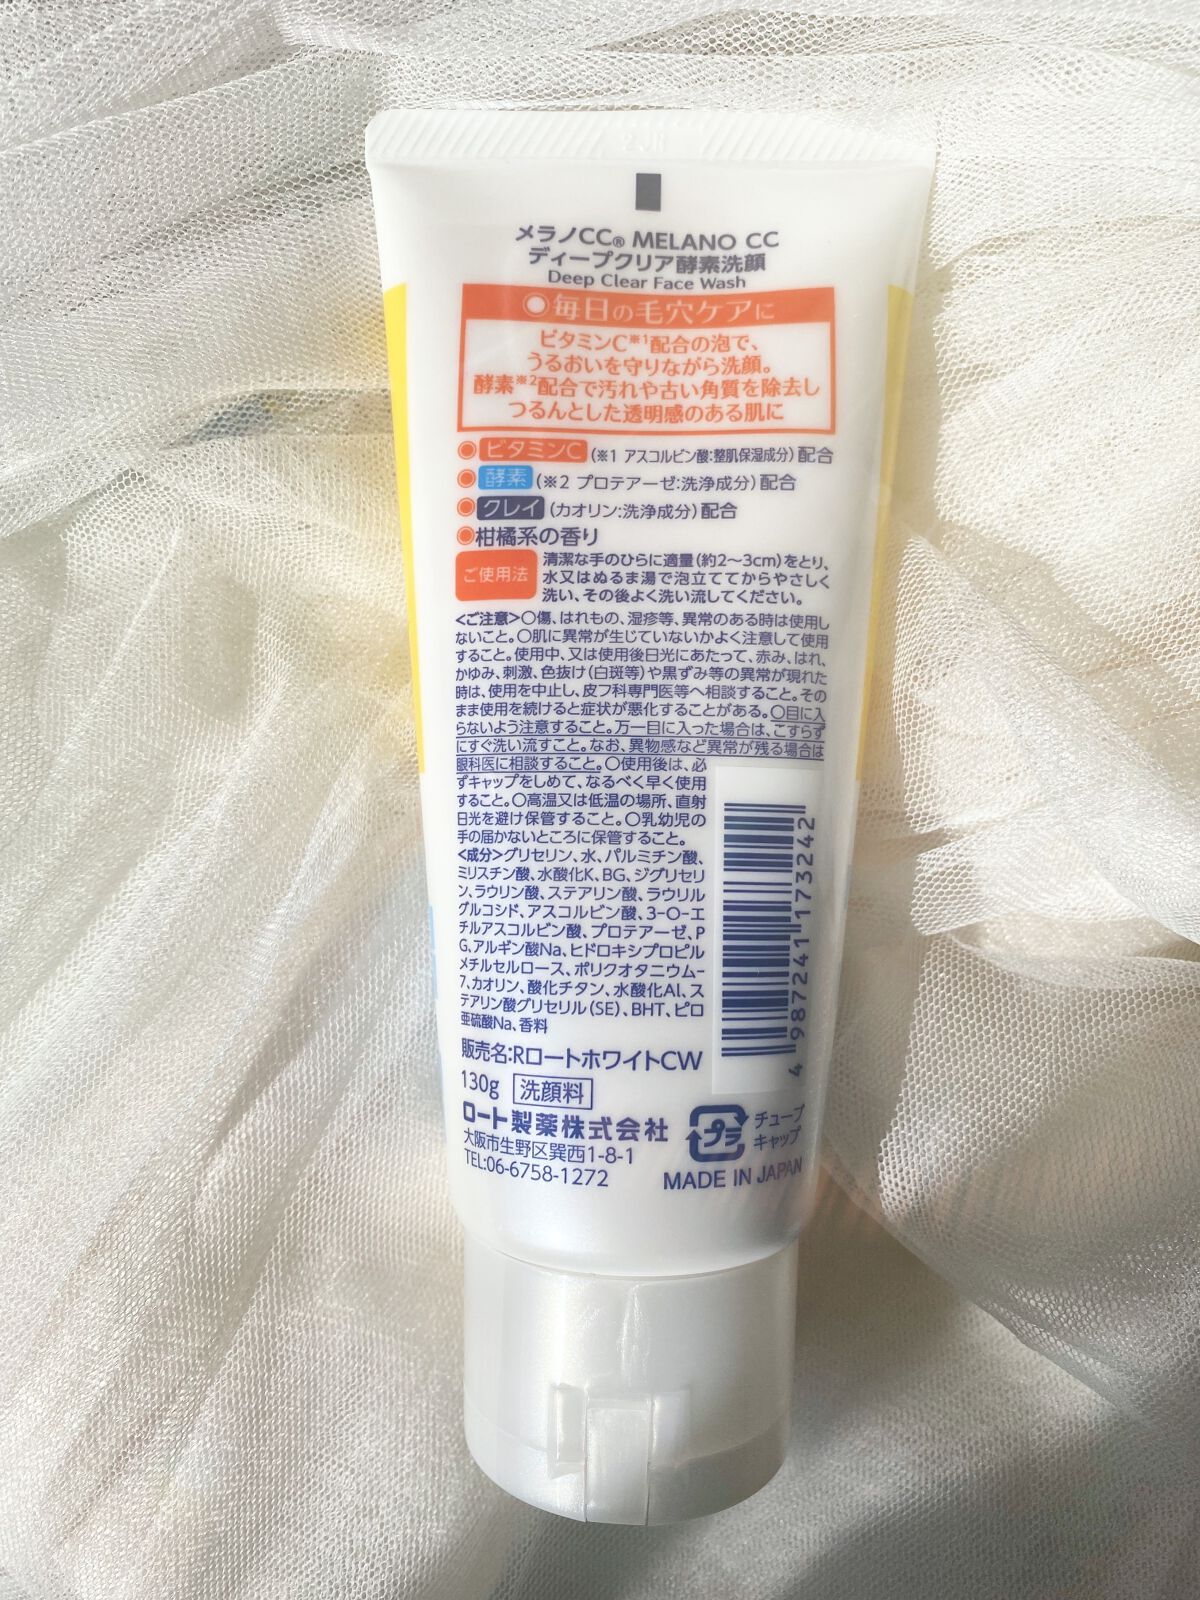 2 JR
メラノCC® MELANO CC
ディープクリア酵素洗顔
Deep Clear Face Wash
毎日の毛穴ケアに
ビタミンC※1配合の泡で、
うるおいを守りながら洗顔。
酵素※2配合で汚れや古い角質を除去し
つるんとした透明感のある肌に
ビタミンC(※1 アスコルビン酸:整肌保湿成分)配合
酵素(※2 プロテアーゼ:洗浄成分)配合
クレイ(カオリン:洗浄成分)配合
柑橘系の香り
ご使用法
清潔な手のひらに適量(約2〜3cm)をとり、
水又はぬるま湯で泡立ててからやさしく
洗い、その後よく洗い流してください。
<ご注意>○傷、はれもの、湿疹等、異常のある時は使用し
ないこと。○肌に異常が生じていないかよく注意して使用
すること。使用中、又は使用後日光にあたって、赤み、はれ、
かゆみ、刺激、色抜け(白斑等)や黒ずみ等の異常が現れた
時は、使用を中止し、皮フ科専門医等へ相談すること。その
まま使用を続けると症状が悪化することがある。○目に入
らないよう注意すること。万一目に入った場合は、こすらず
にすぐ洗い流すこと。なお、異物感など異常が残る場合は
眼科医に相談すること。○使用後は、必
ずキャップをしめて、なるべく早く使用
すること。○高温又は低温の場所、直射
日光を避け保管すること。○乳幼児の
手の届かないところに保管すること。
<成分>グリセリン、水、パルミチン酸、
ミリスチン酸、水酸化K、BG、ジグリセリ
ン、ラウリン酸、ステアリン酸、ラウリル
グルコシド、アスコルビン酸、3-O-エ
チルアスコルビン酸、プロテアーゼ、P
G、アルギン酸Na、ヒドロキシプロピル
メチルセルロース、ポリクオタニウム-
7、カオリン、酸化チタン、水酸化Al、ス
テアリン酸グリセリル(SE)、BHT、ピロ
亜硫酸Na、香料
4 987241 173242
販売名:RロートホワイトCW
130g 洗顔料
ロート製薬株式会社
大阪市生野区巽西1-8-1
TEL:06-6758-1272
プラ
チューブ
キャップ
MADE IN JAPAN